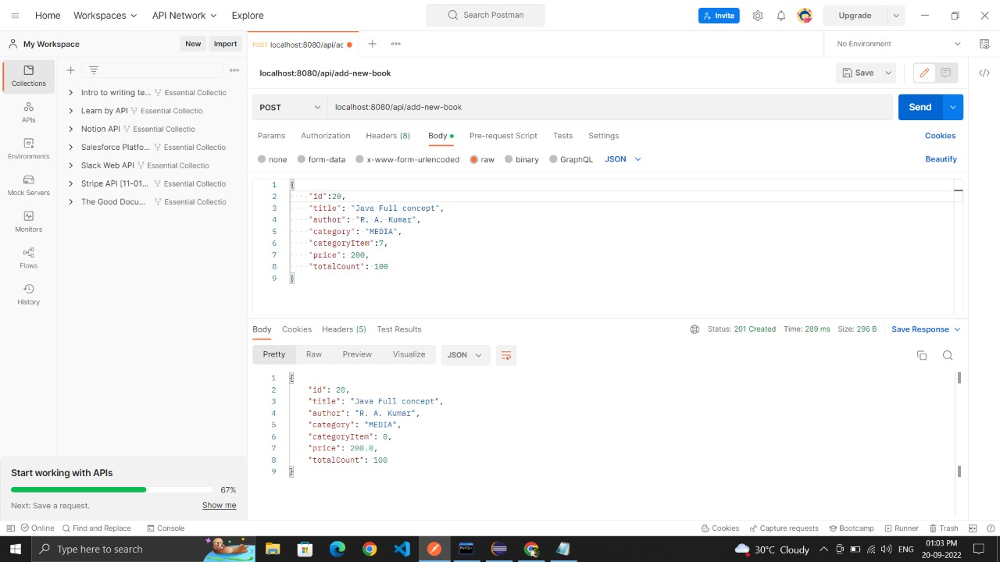 Home Workspaces API Network Explore Search Postman Invite Upgrade
My Workspace New Import POST localhost:8080/api/ac No Environment
localhost:8080/api/add-new-book Save
Collections
APIs
Environments
Mock Servers
Monitors
Flows
History
Intro to writing te... Essential Collectio
Learn by API Essential Collectio
Notion API Essential Collectio
Salesforce Platfo... Essential Collectio
Slack Web API Essential Collectio
Stripe API [11-01... Essential Collectio
The Good Docu... Essential Collectio
POST localhost:8080/api/add-new-book Send
Params Authorization Headers (8) Body Pre-request Script Tests Settings Cookies
none form-data x-www-form-urlencoded raw binary GraphQL JSON Beautify
1 {
2 "id":20,
3 "title": "Java Full concept",
4 "author": "R. A. Kumar",
5 "category": "MEDIA",
6 "categoryItem":7,
7 "price": 200,
8 "totalCount": 100
9 }
Body Cookies Headers (5) Test Results Status: 201 Created Time: 289 ms Size: 296 B Save Response
Pretty Raw Preview Visualize JSON
1 {
2 "id": 20,
3 "title": "Java Full concept",
4 "author": "R. A. Kumar",
5 "category": "MEDIA",
6 "categoryItem": 0,
7 "price": 200.0,
8 "totalCount": 100
9 }
Start working with APIs
67%
Next: Save a request. Show me
Online Find and Replace Console Cookies Capture requests Bootcamp Runner Trash
Type here to search 30°C Cloudy ENG 01:03 PM
20-09-2022